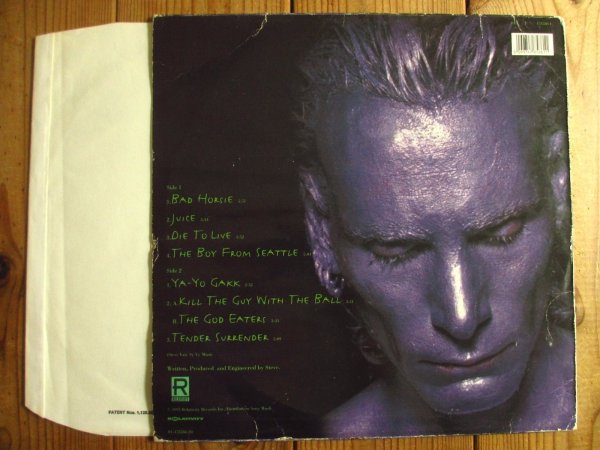 Side 1
1. BAD HORSIE
2. JUICE
3. DIE TO LIVE
4. THE BOY FROM SEATTLE
Side 2
1. YA-YO GAKK
2. A. KILL THE GUY WITH THE BALL
B. THE GOD EATERS
3. TENDER SURRENDER
Written, Produced and Engineered by Steve.
R
RELATIVITY
PATENT Nos.